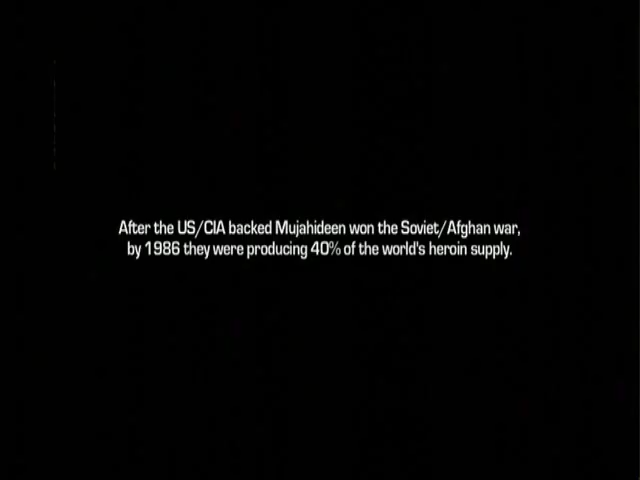 After the US/CIA backed Mujahideen won the Soviet/Afghan war,
by 1986 they were producing 40% of the world's heroin supply.